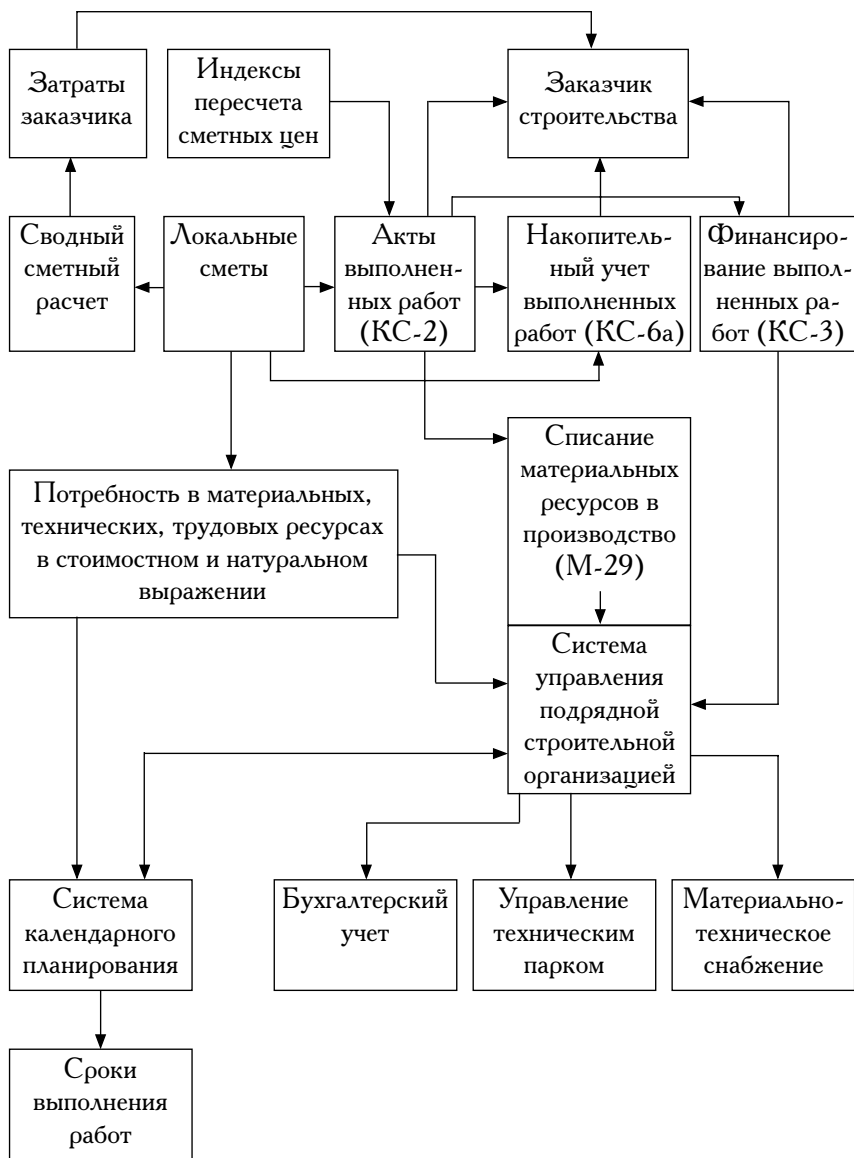 Затраты
заказчика
Индексы
пересчета
сметных цен
Заказчик
строительства
Сводный
сметный
расчет
Локальные
сметы
Акты
выполнен-
ных работ
(КС-2)
Накопитель-
ный учет
выполненных
работ (КС-6а)
Финансиро-
вание выпол-
ненных ра-
бот (КС-3)
Списание
материальных
ресурсов в
производство
(М-29)
Потребность в материальных,
технических, трудовых ресурсах
в стоимостном и натуральном
выражении
Система
управления
подрядной
строительной
организацией
Система
календарного
планирования
Бухгалтерский
учет
Управление
техническим
парком
Материально-
техническое
снабжение
Сроки
выполнения
работ